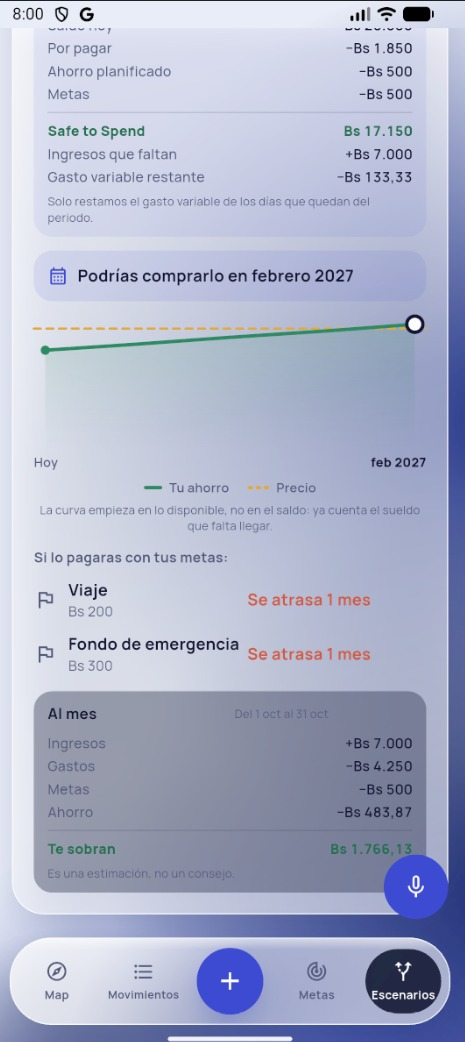 8:00
Por pagar −Bs 1.850
Ahorro planificado −Bs 500
Metas −Bs 500
Safe to Spend Bs 17.150
Ingresos que faltan +Bs 7.000
Gasto variable restante −Bs 133,33
Solo restamos el gasto variable de los días que quedan del
periodo.
Podrías comprarlo en febrero 2027
Hoy feb 2027
Tu ahorro Precio
La curva empieza en lo disponible, no en el saldo: ya cuenta el sueldo
que falta llegar.
Si lo pagaras con tus metas:
Viaje
Bs 200
Se atrasa 1 mes
Fondo de emergencia
Bs 300
Se atrasa 1 mes
Al mes Del 1 oct al 31 oct
Ingresos +Bs 7.000
Gastos −Bs 4.250
Metas −Bs 500
Ahorro −Bs 483,87
Te sobran Bs 1.766,13
Es una estimación, no un consejo.
Map Movimientos Metas Escenarios